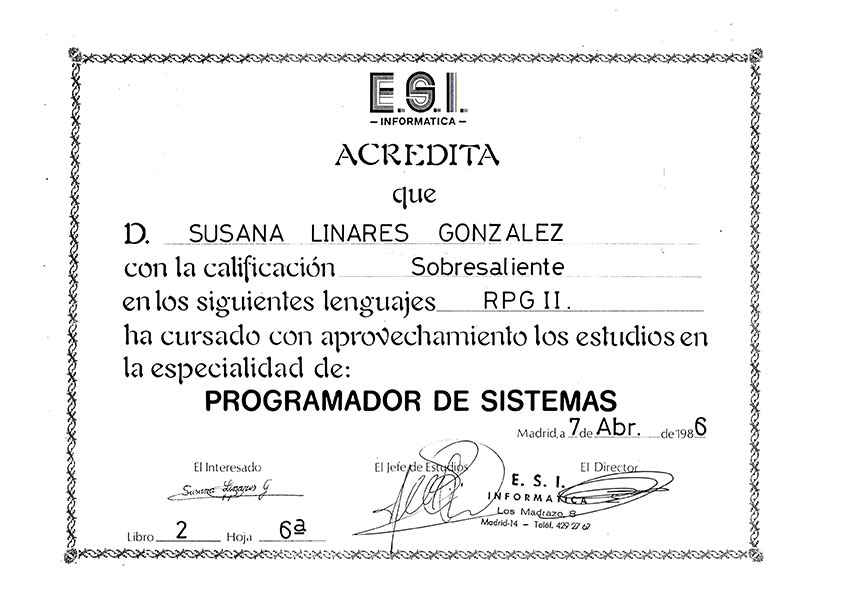 E.S.I.
– INFORMATICA –
ACREDITA
que
D. SUSANA LINARES GONZALEZ
con la calificación Sobresaliente
en los siguientes lenguajes RPG II.
ha cursado con aprovechamiento los estudios en
la especialidad de:
PROGRAMADOR DE SISTEMAS
Madrid, a 7 de Abr. de 1986
El Interesado El Jefe de Estudios El Director
Susana Linares G
E. S. I.
INFORMATICA
Los Madrazo, 8
Madrid-14 – Teléf. 429 27 67
Libro 2 Hoja 6ª